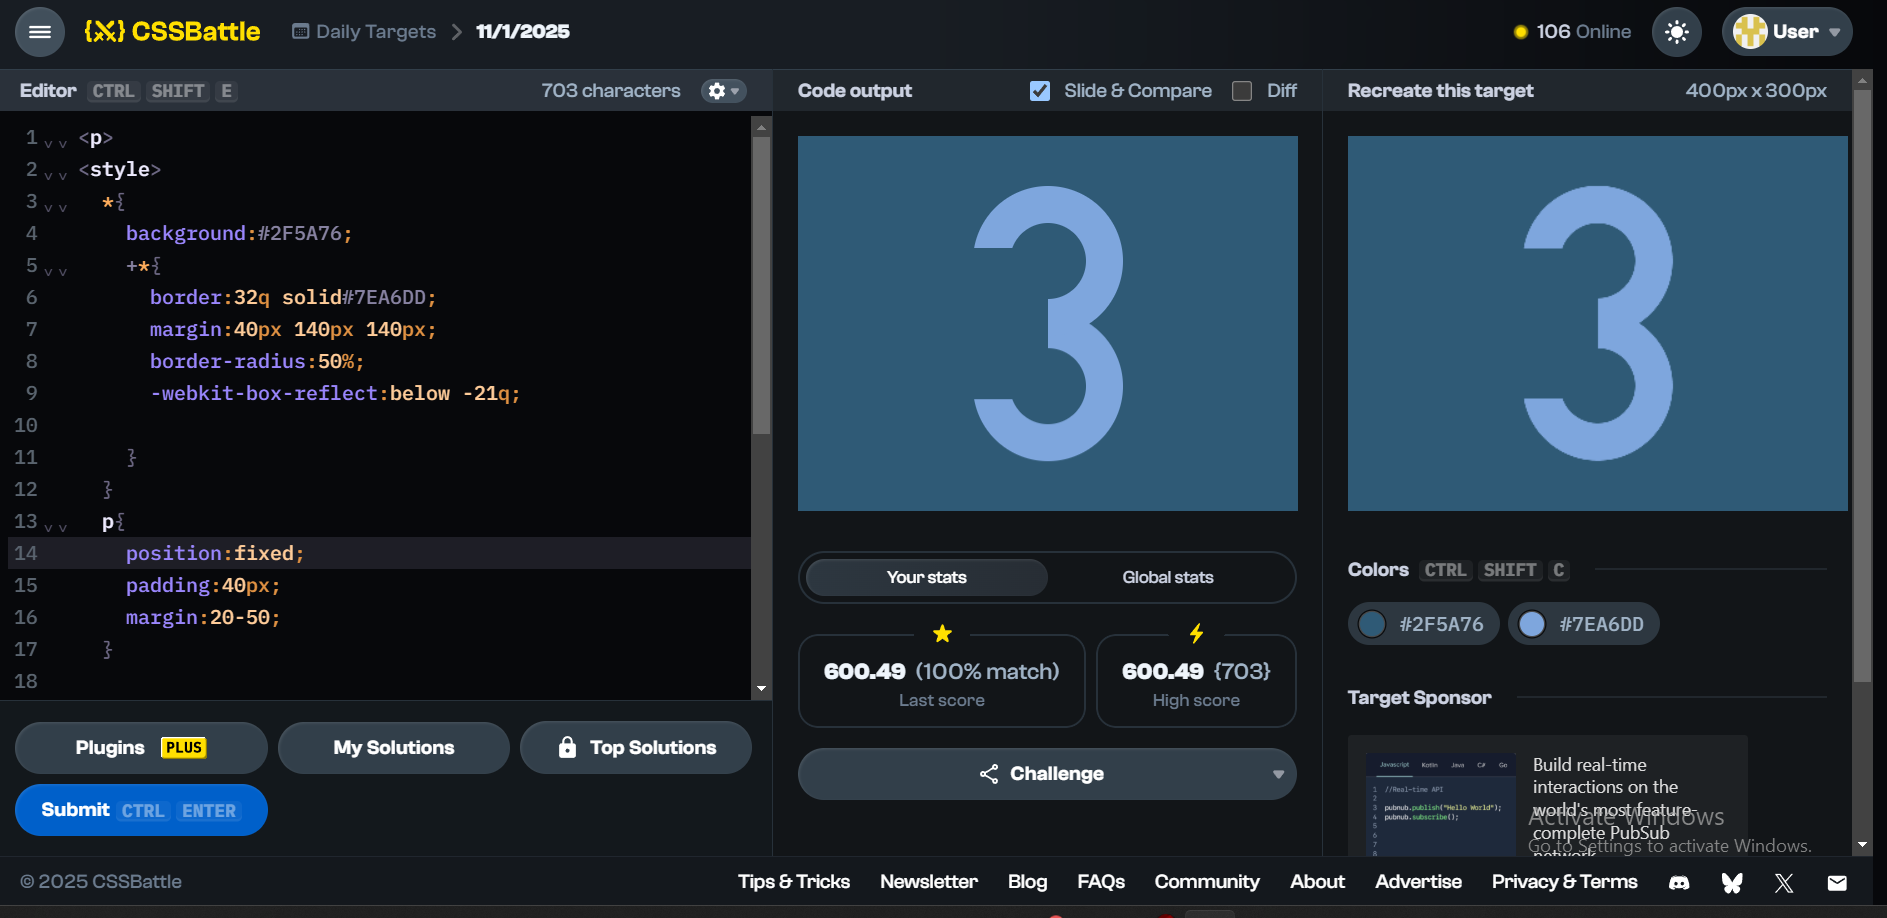 {X} CSSBattle
Daily Targets
11/1/2025
106 Online
User
Editor CTRL SHIFT E
703 characters
1 <p>
2 <style>
3 *{
4 background:#2F5A76;
5 +*{
6 border:32q solid#7EA6DD;
7 margin:40px 140px 140px;
8 border-radius:50%;
9 -webkit-box-reflect:below -21q;
10
11 }
12 }
13 p{
14 position:fixed;
15 padding:40px;
16 margin:20-50;
17 }
18
Plugins PLUS
My Solutions
Top Solutions
Submit CTRL ENTER
Code output
Slide & Compare
Diff
3
Your stats
Global stats
600.49 (100% match)
Last score
600.49 {703}
High score
Challenge
Recreate this target
400px x 300px
3
Colors CTRL SHIFT C
#2F5A76
#7EA6DD
Target Sponsor
Javascript Kotlin Java C# Go
1 //Real-time API
2
3 pubnub.publish("Hello World");
4 pubnub.subscribe();
5
6
7
8
Build real-time
interactions on the
world's most feature-
complete PubSub
network
Activate Windows
Go to Settings to activate Windows.
© 2025 CSSBattle
Tips & Tricks
Newsletter
Blog
FAQs
Community
About
Advertise
Privacy & Terms